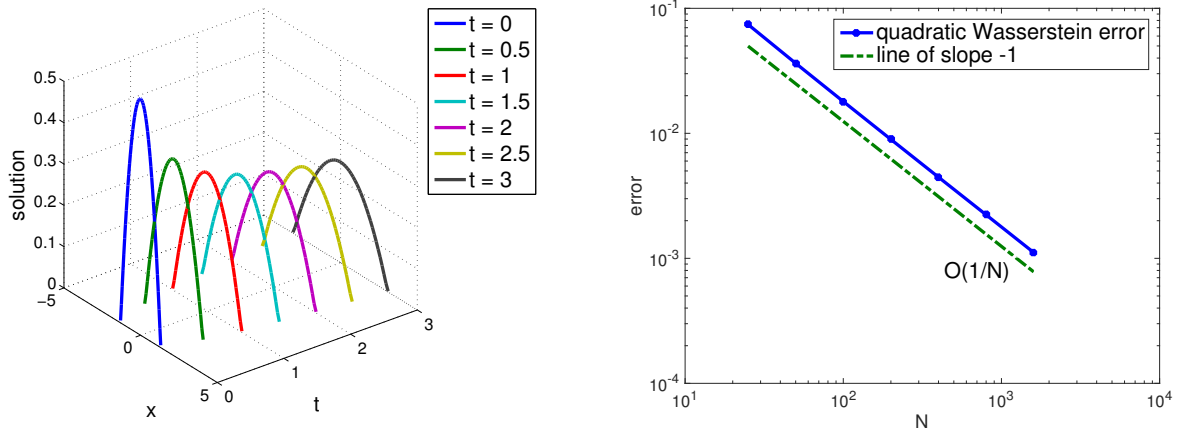 t = 0
t = 0.5
t = 1
t = 1.5
t = 2
t = 2.5
t = 3
0.5
0.4
0.3
0.2
0.1
0
solution
−5
0
5
x
0
1
2
3
t
10^-1
10^-2
10^-3
10^-4
error
quadratic Wasserstein error
line of slope -1
O(1/N)
10^1
10^2
10^3
10^4
N